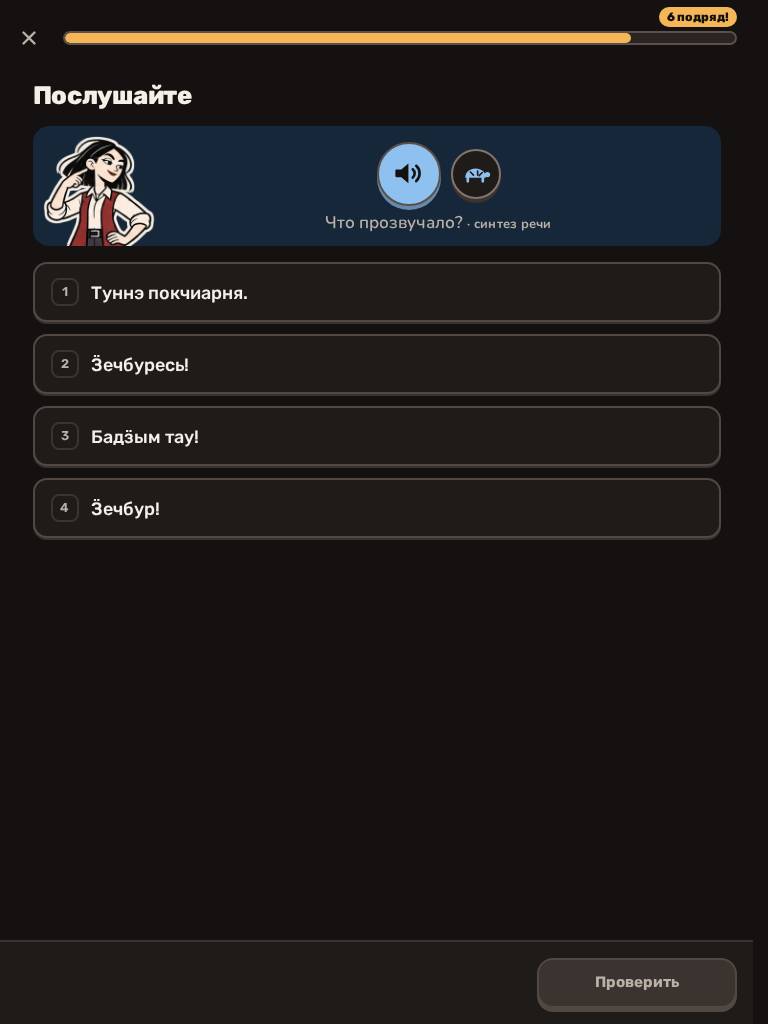 6 подряд!
Послушайте
Что прозвучало? · синтез речи
1 Туннэ покчиарня.
2 Ӟечбуресь!
3 Бадӟым тау!
4 Ӟечбур!
Проверить